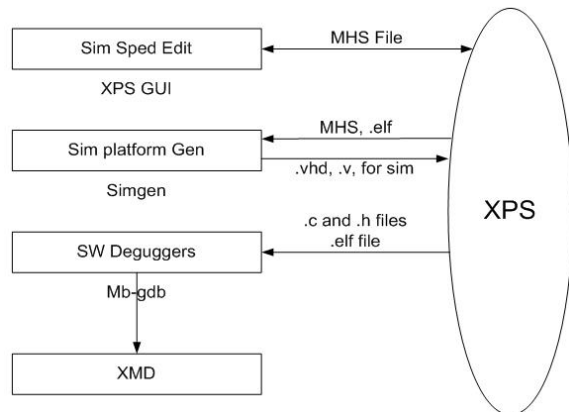 Sim Sped Edit
MHS File
XPS GUI
MHS, .elf
Sim platform Gen
.vhd, .v, for sim
Simgen
XPS
.c and .h files
.elf file
SW Deguggers
Mb-gdb
XMD